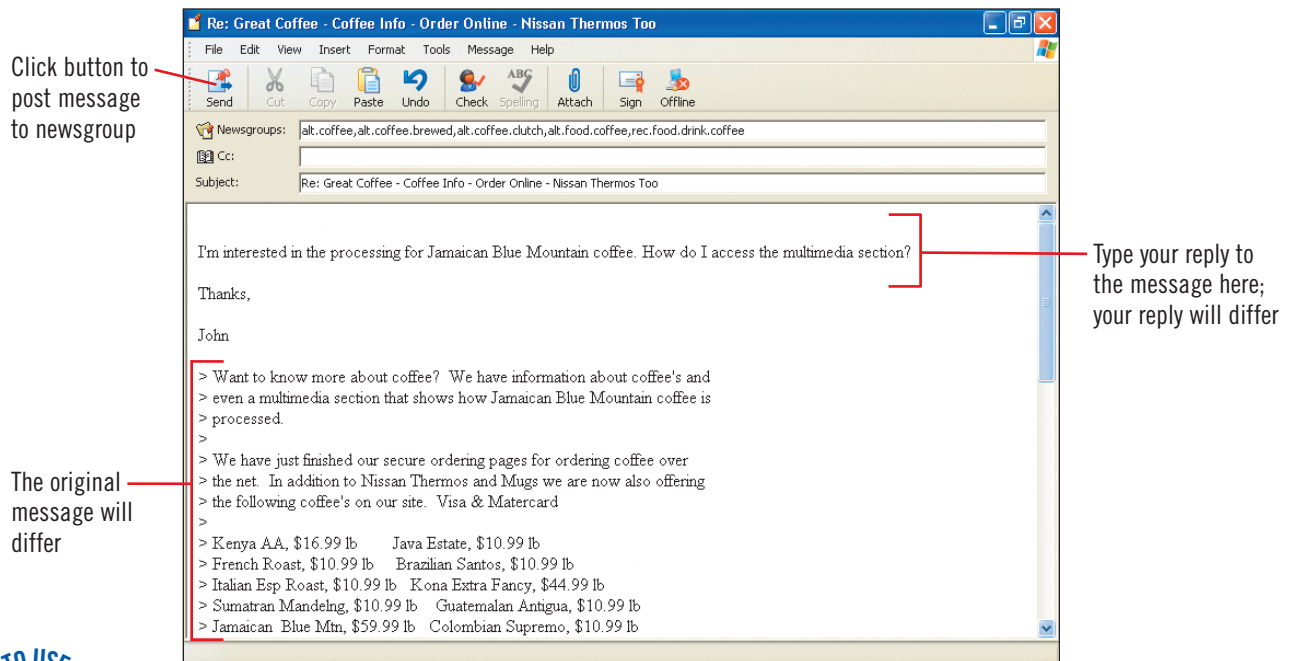 Re: Great Coffee - Coffee Info - Order Online - Nissan Thermos Too
File Edit View Insert Format Tools Message Help
Send Cut Copy Paste Undo Check Spelling Attach Sign Offline
ABC
Newsgroups: alt.coffee,alt.coffee.brewed,alt.coffee.clutch,alt.food.coffee,rec.food.drink.coffee
Cc:
Subject: Re: Great Coffee - Coffee Info - Order Online - Nissan Thermos Too
Click button to
post message
to newsgroup
I'm interested in the processing for Jamaican Blue Mountain coffee. How do I access the multimedia section?
Thanks,
John
Type your reply to
the message here;
your reply will differ
> Want to know more about coffee?  We have information about coffee's and
> even a multimedia section that shows how Jamaican Blue Mountain coffee is
> processed.
>
> We have just finished our secure ordering pages for ordering coffee over
> the net.  In addition to Nissan Thermos and Mugs we are now also offering
> the following coffee's on our site.  Visa & Matercard
>
> Kenya AA, $16.99 lb      Java Estate, $10.99 lb
> French Roast, $10.99 lb     Brazilian Santos, $10.99 lb
> Italian Esp Roast, $10.99 lb   Kona Extra Fancy, $44.99 lb
> Sumatran Mandelng, $10.99 lb    Guatemalan Antigua, $10.99 lb
> Jamaican  Blue Mtn, $59.99 lb   Colombian Supremo, $10.99 lb
The original
message will
differ